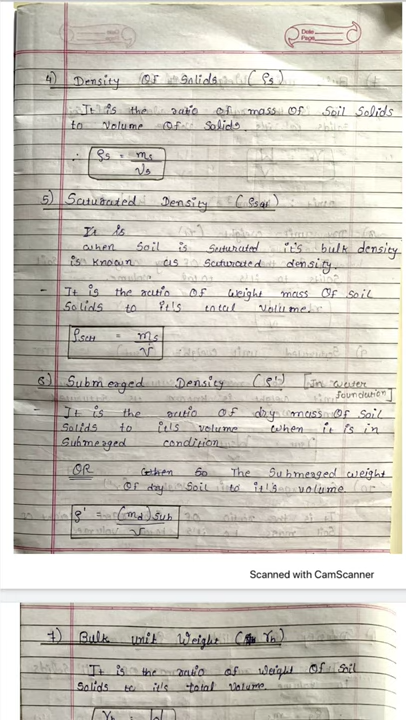 Date
Page
4) Density Of Solids (ρs)
It is the ratio of mass Of Soil Solids
to Volume Of Solids.
∴ ρs = ms
Vs
5) Saturated Density (ρsat)
It is
when Soil is Saturated it's bulk density
is known as Saturated density.
- It is the ratio Of weight mass Of Soil
Solids to it's total Volume.
ρsat = ms
V
6) Submerged Density (ρ') [In water
foundation]
- It is the ratio Of dry mass Of Soil
Solids to it's volume when it is in
Submerged condition
OR The Submerged weight
Of dry Soil to it's volume
ρ' = (md)sub
V
Scanned with CamScanner
7) Bulk unit Weight (γb)
It is the ratio of weight Of Soil
Solids to it's total Volume.
γb =